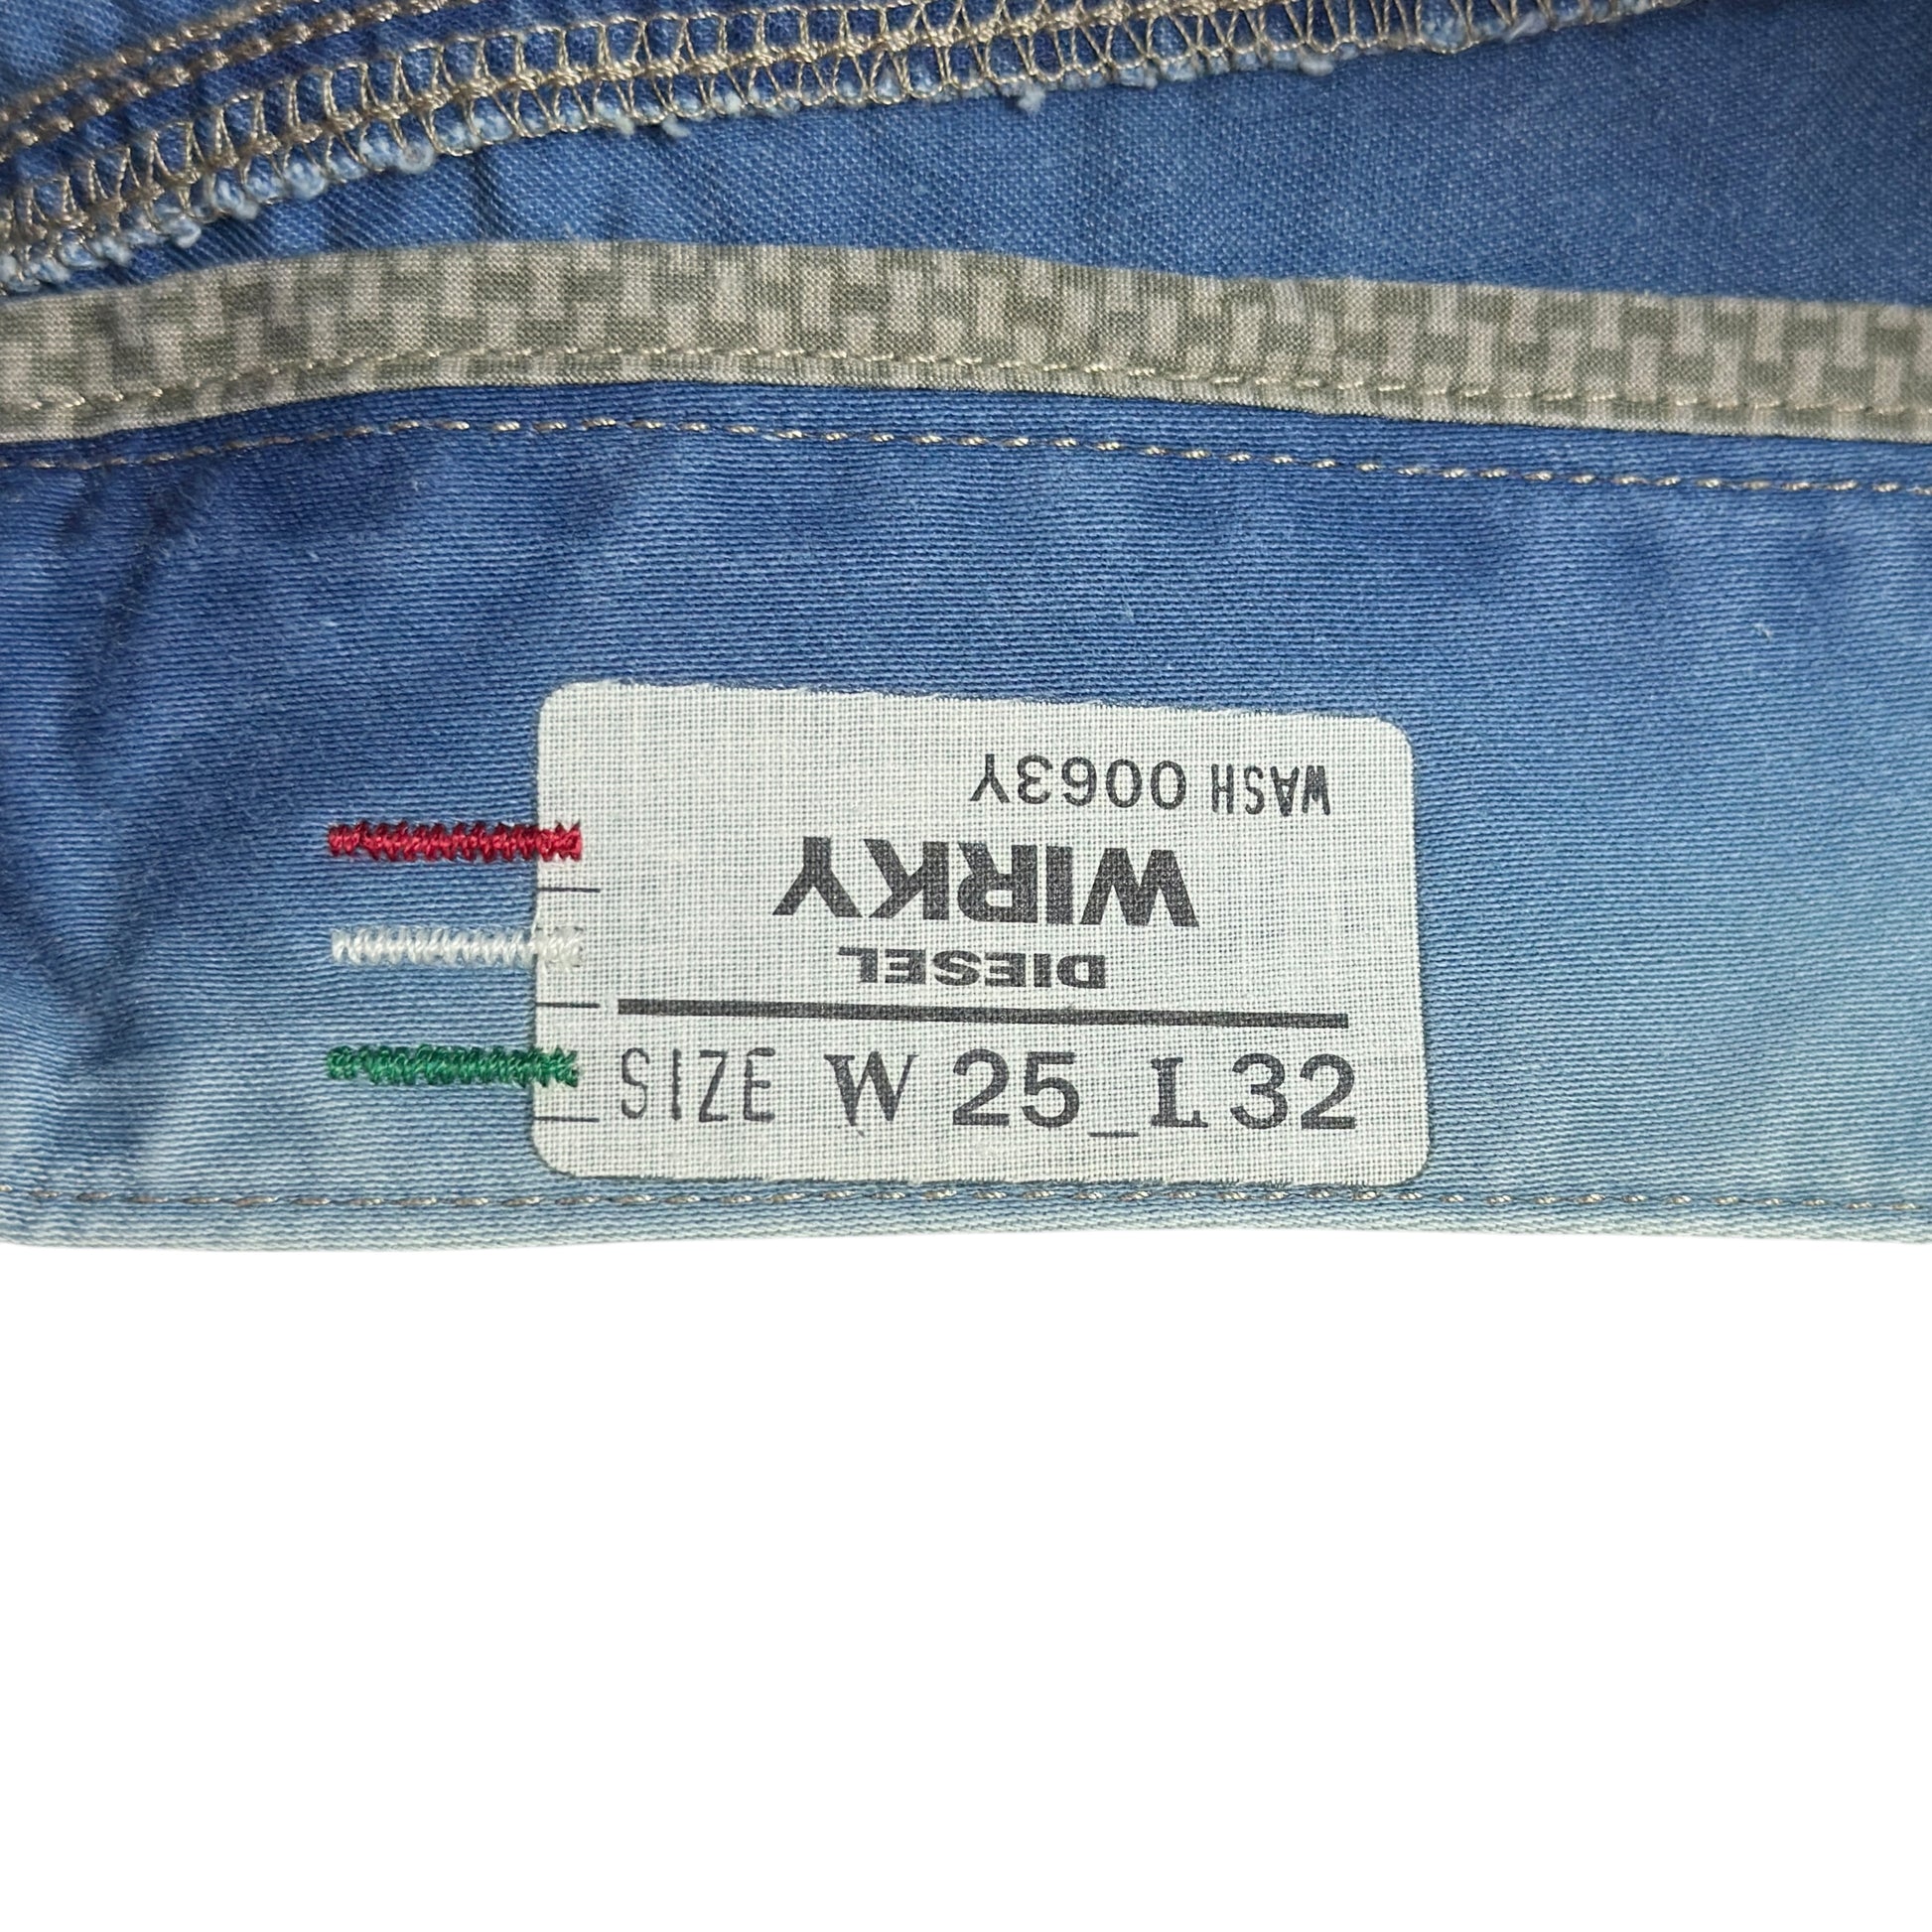 WASH 0063Y
WIRKY
DIESEL
SIZE W 25_L 32